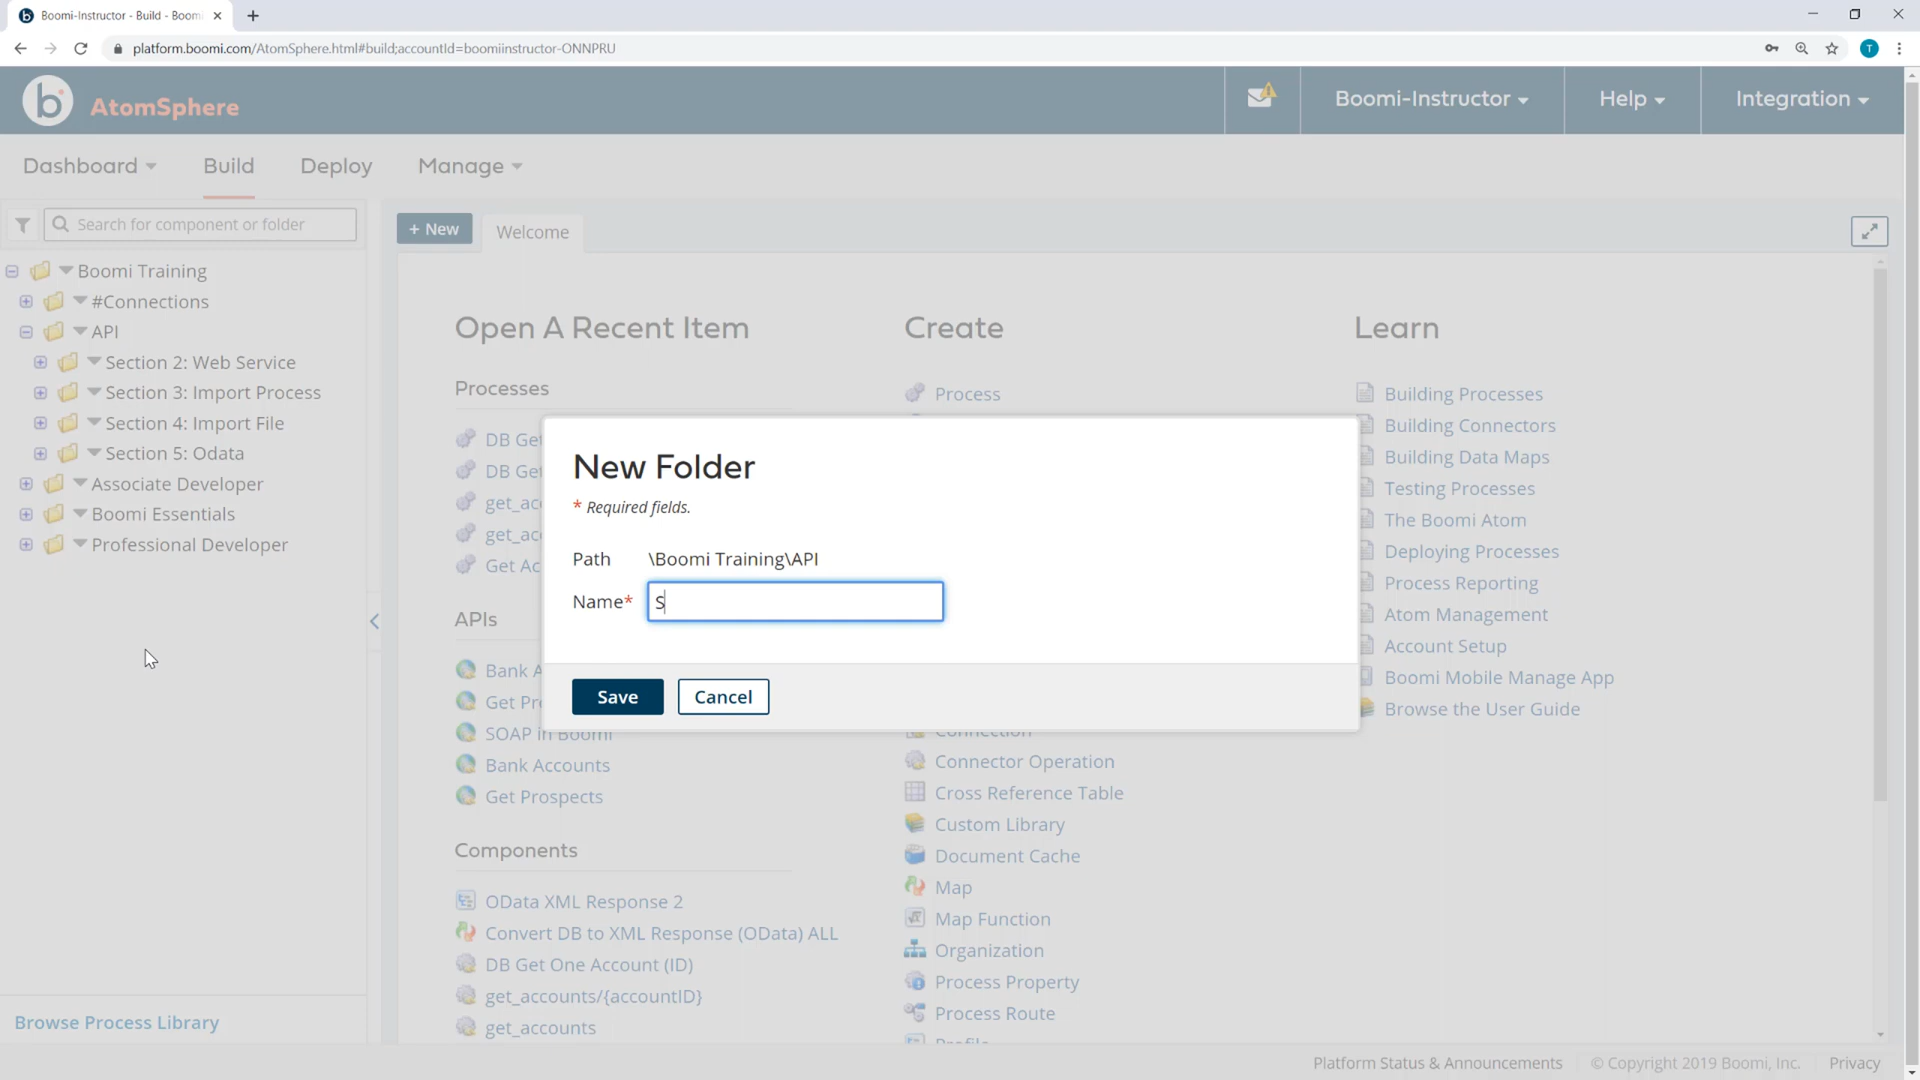 Boomi-Instructor - Build - Boom
platform.boomi.com/AtomSphere.html#build;accountId=boomiinstructor-ONNPRU
T
b AtomSphere
Boomi-Instructor
Help
Integration
Dashboard
Build
Deploy
Manage
Search for component or folder
+ New
Welcome
Boomi Training
#Connections
API
Section 2: Web Service
Section 3: Import Process
Section 4: Import File
Section 5: Odata
Associate Developer
Boomi Essentials
Professional Developer
Browse Process Library
Open A Recent Item
Processes
DB Get
DB Get
get_acc
get_acc
Get Ac
APIs
Bank A
Get Pr
SOAP in Boomi
Bank Accounts
Get Prospects
Components
OData XML Response 2
Convert DB to XML Response (OData) ALL
DB Get One Account (ID)
get_accounts/{accountID}
get_accounts
Create
Process
Connection
Connector Operation
Cross Reference Table
Custom Library
Document Cache
Map
Map Function
Organization
Process Property
Process Route
Profile
Learn
Building Processes
Building Connectors
Building Data Maps
Testing Processes
The Boomi Atom
Deploying Processes
Process Reporting
Atom Management
Account Setup
Boomi Mobile Manage App
Browse the User Guide
New Folder
* Required fields.
Path \Boomi Training\API
Name* S
Save
Cancel
Platform Status & Announcements
© Copyright 2019 Boomi, Inc.
Privacy